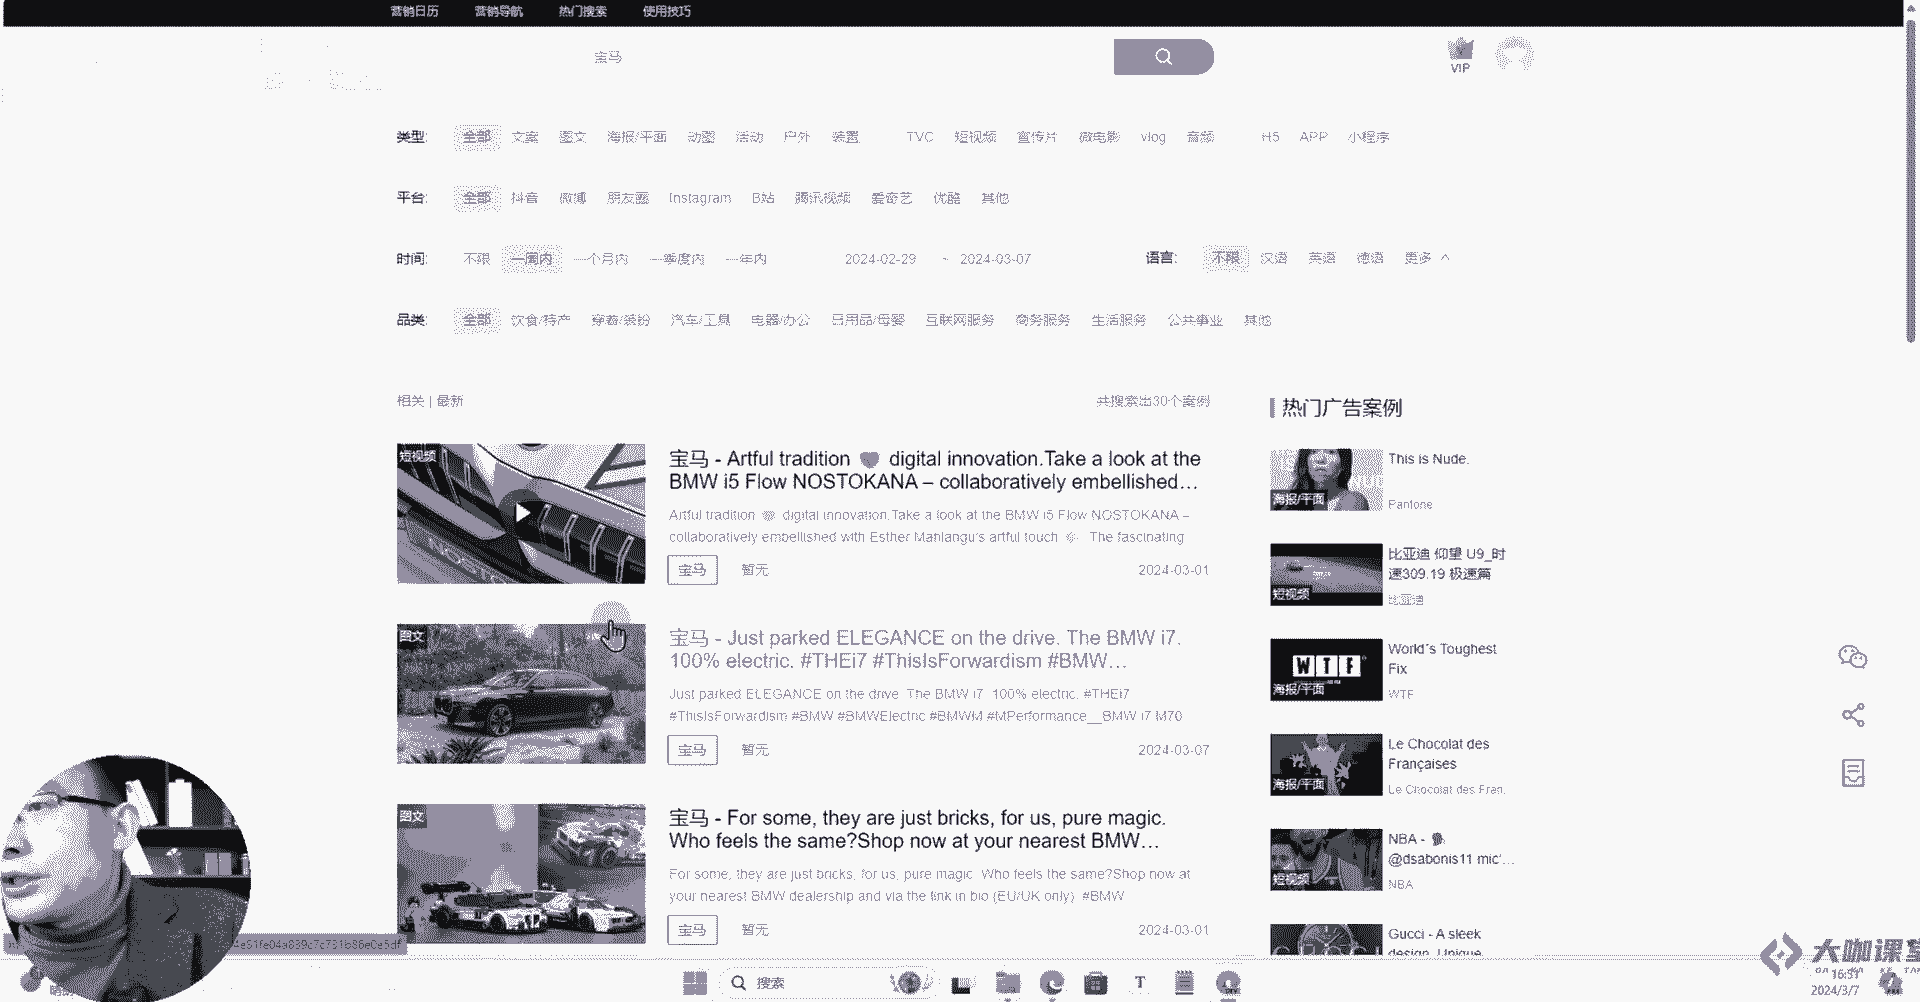 营销日历 营销导航 热门搜索 使用技巧
宝马
VIP
类型: 全部 文案 图文 海报/平面 动图 活动 户外 装置 TVC 短视频 宣传片 微电影 vlog 音频 H5 APP 小程序
平台: 全部 抖音 微博 朋友圈 Instagram B站 腾讯视频 爱奇艺 优酷 其他
时间: 不限 一周内 一个月内 一季度内 一年内 2024-02-29 ~ 2024-03-07 语言: 不限 汉语 英语 德语 更多
品类: 全部 饮食/特产 穿着/装扮 汽车/工具 电器/办公 日用品/母婴 互联网服务 商务服务 生活服务 公共事业 其他
相关 | 最新
共搜索出30个案例
短视频
宝马 - Artful tradition digital innovation.Take a look at the
BMW i5 Flow NOSTOKANA – collaboratively embellished...
Artful tradition digital innovation.Take a look at the BMW i5 Flow NOSTOKANA –
collaboratively embellished with Esther Mahlangu's artful touch The fascinating
宝马 暂无 2024-03-01
图文
宝马 - Just parked ELEGANCE on the drive. The BMW i7.
100% electric. #THEi7 #ThisIsForwardism #BMW...
Just parked ELEGANCE on the drive. The BMW i7. 100% electric. #THEi7
#ThisIsForwardism #BMW #BMWElectric #BMWM #MPerformance__BMW i7 M70
宝马 暂无 2024-03-07
图文
宝马 - For some, they are just bricks, for us, pure magic.
Who feels the same?Shop now at your nearest BMW...
For some, they are just bricks, for us, pure magic. Who feels the same?Shop now at
your nearest BMW dealership and via the link in bio (EU/UK only) #BMW
宝马 暂无 2024-03-01
热门广告案例
海报/平面
This is Nude.
Pantone
短视频
比亚迪 仰望 U9_时
速309.19 极速篇
比亚迪
WTF
海报/平面
World's Toughest
Fix
WTF
海报/平面
Le Chocolat des
Françaises
Le Chocolat des Fran.
短视频
NBA -
@dsabonis11 mic'...
NBA
Gucci - A sleek
design. Unique
大咖课堂
搜索
16:51
2024/3/7